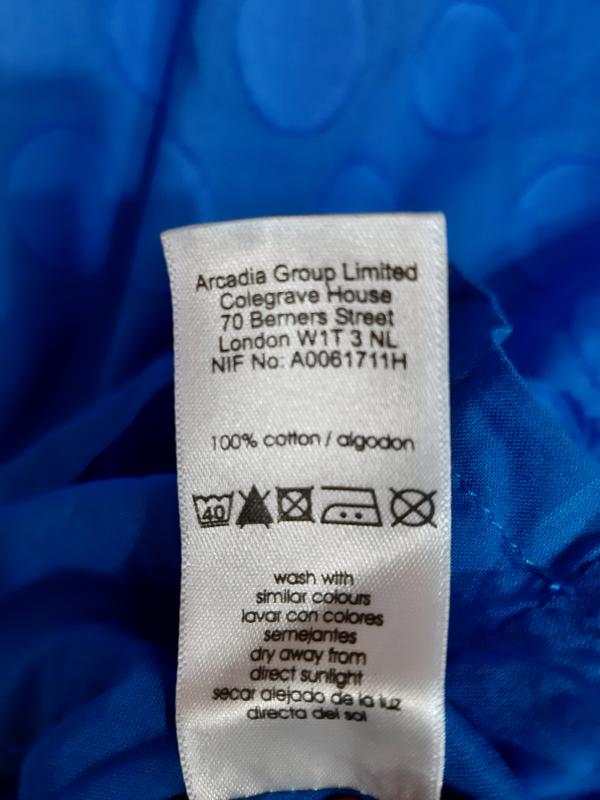 Arcadia Group Limited
Colegrave House
70 Berners Street
London W1T 3 NL
NIF No: A0061711H
100% cotton / algodon
40
wash with
similar colours
lavar con colores
semejantes
dry away from
direct sunlight
secar alejado de la luz
directa del sol